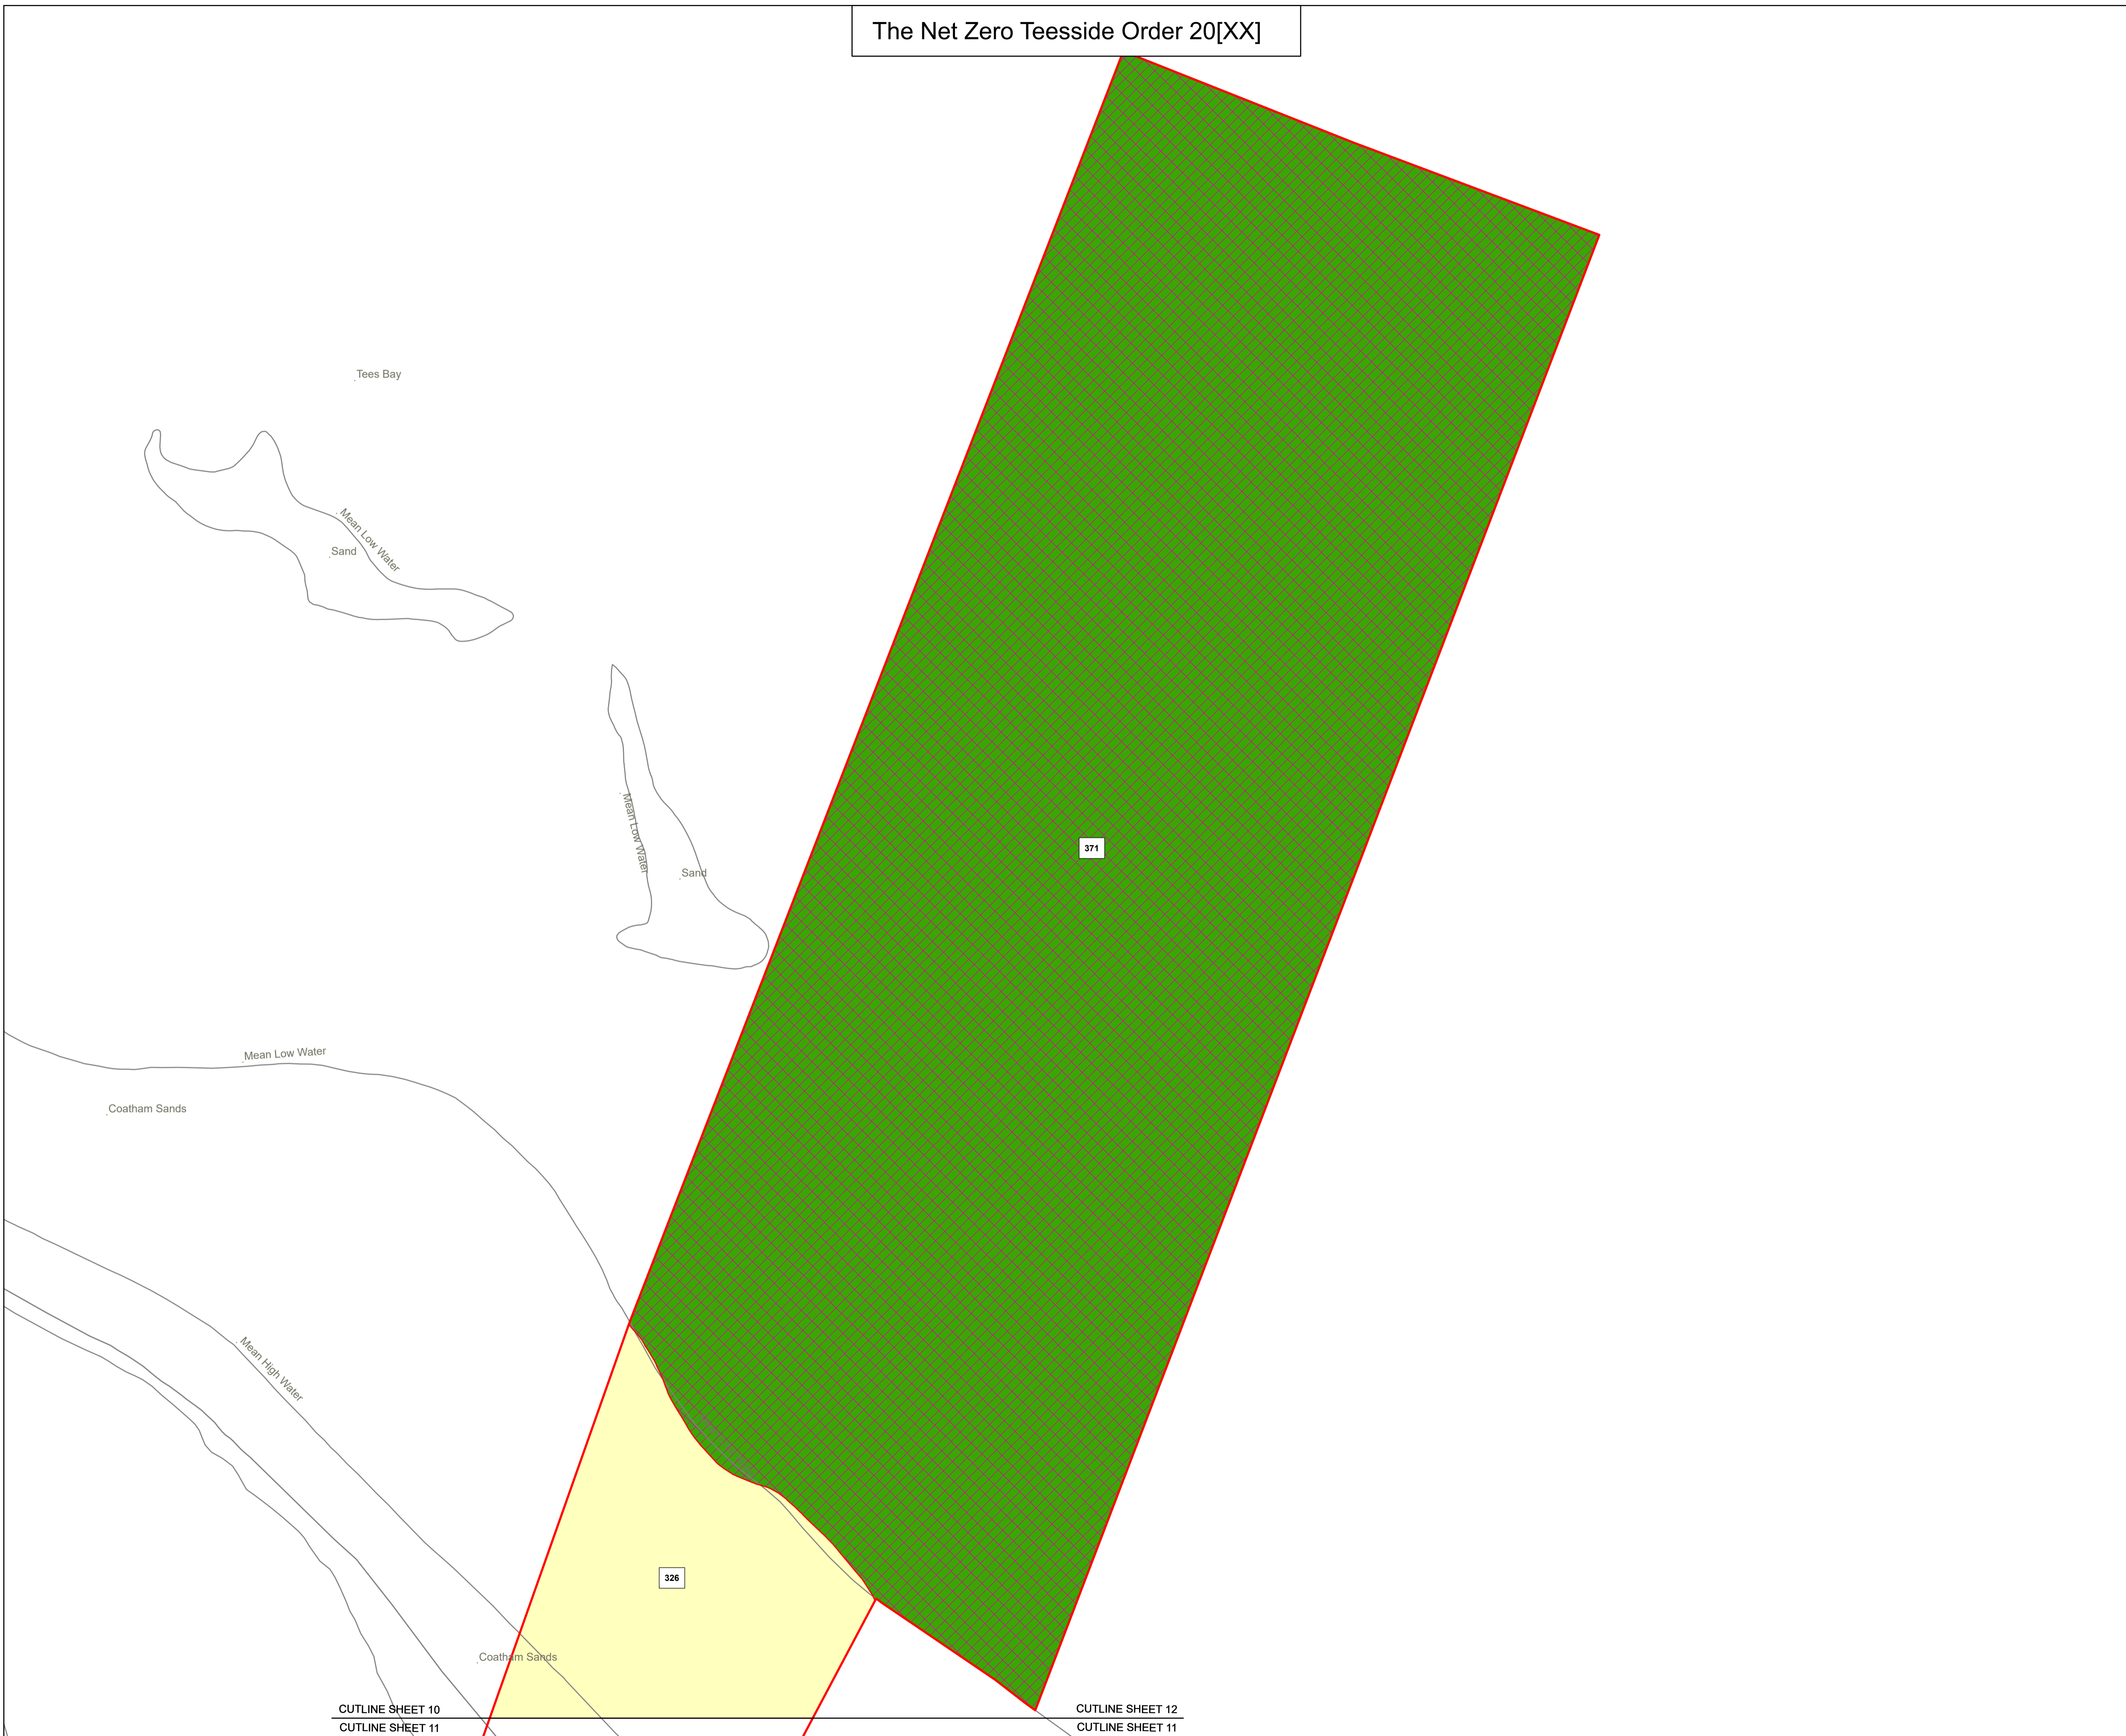 The Net Zero Teesside Order 20[XX]
Tees Bay
Mean Low Water
Sand
Mean Low Water
371
Sand
Mean Low Water
Coatham Sands
Mean High Water
326
Coatham Sands
CUTLINE SHEET 10
CUTLINE SHEET 12
CUTLINE SHEET 11
CUTLINE SHEET 11